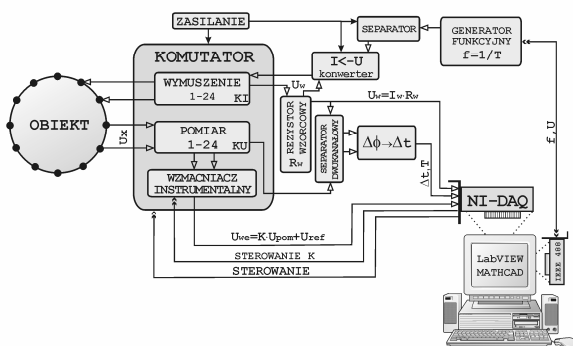 ZASILANIE
SEPARATOR
GENERATOR
FUNKCYJNY
f=1/T
KOMUTATOR
I<-U
konwerter
WYMUSZENIE
1-24 KI
Uw
Uw=Iw·Rw
OBIEKT
Ux
POMIAR
1-24 KU
REZYSTOR
WZORCOWY
Rw
SEPARATOR
DWUKANAŁOWY
Δϕ→Δt
Δt,T
f,U
WZMACNIACZ
INSTRUMENTALNY
NI-DAQ
Uwe=K·Upom+Uref
STEROWANIE K
STEROWANIE
LabVIEW
MATHCAD
IEEE 488